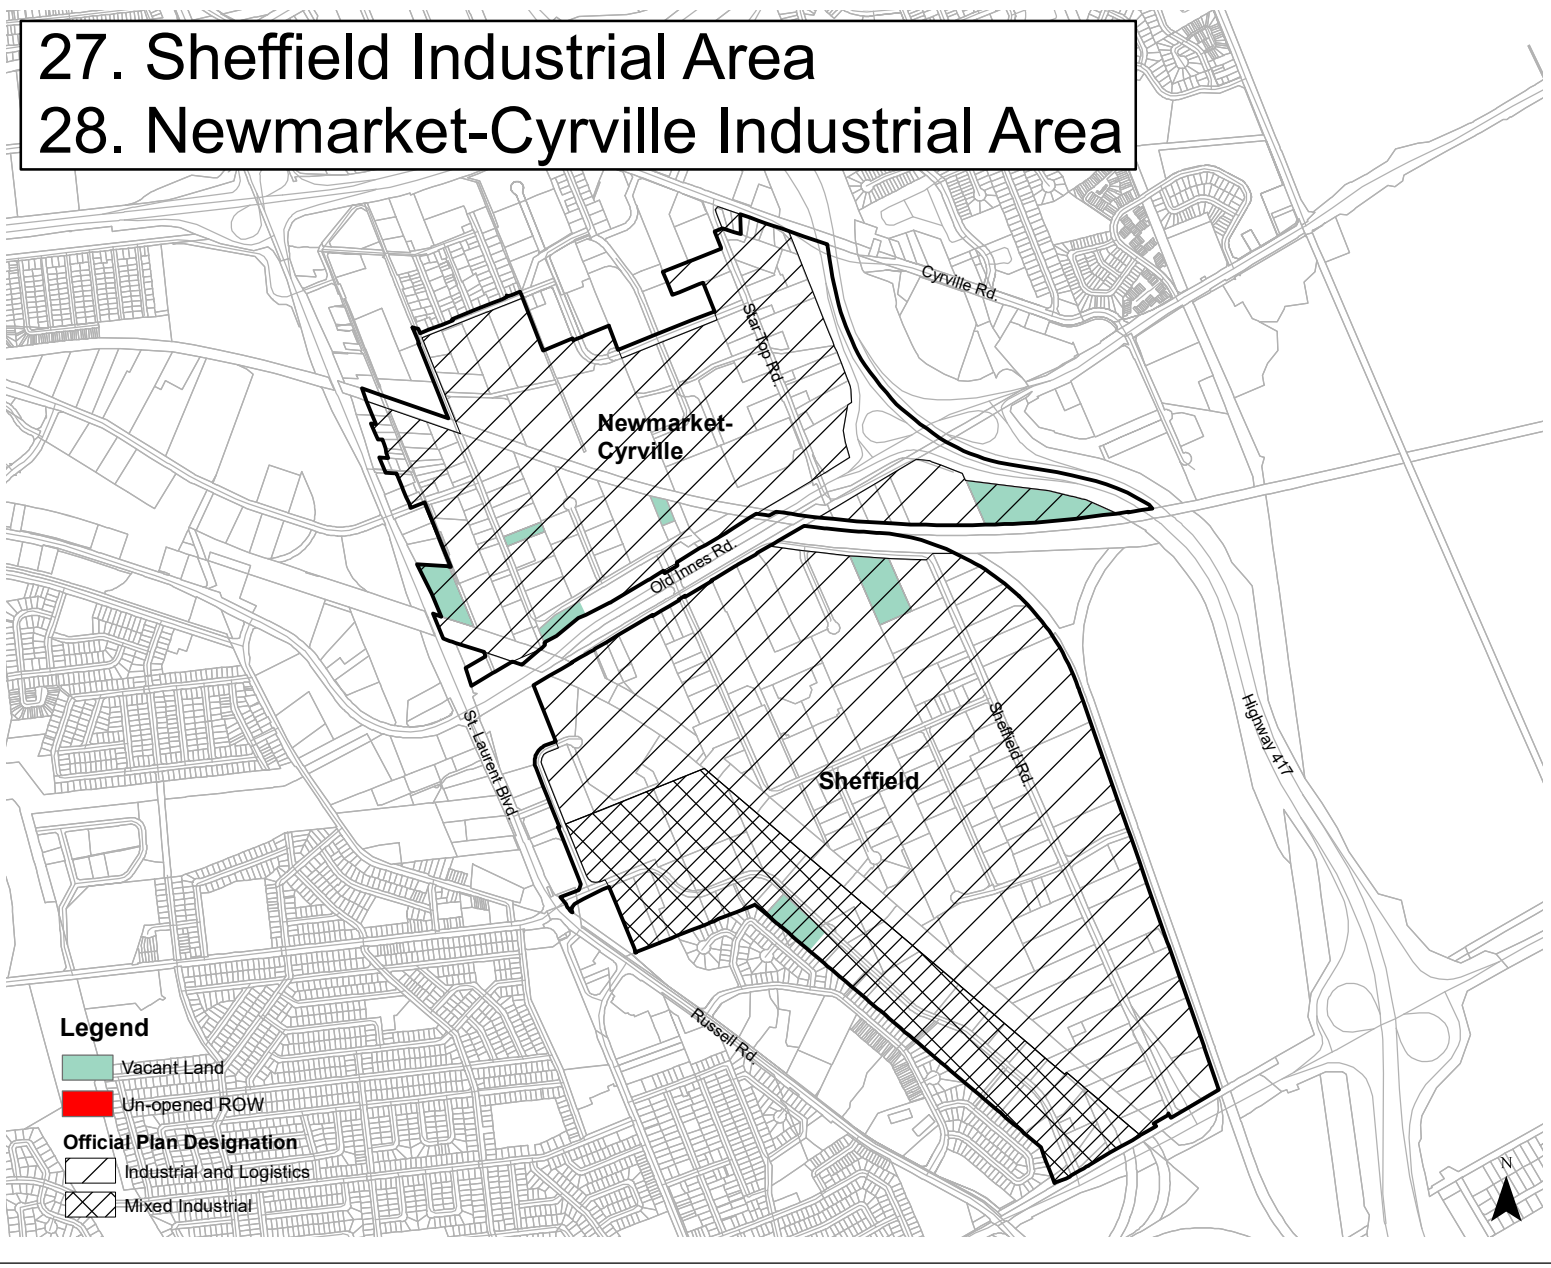 27. Sheffield Industrial Area
28. Newmarket-Cyrville Industrial Area
Cyrville Rd.
Star Top Rd.
Newmarket-
Cyrville
Old Innes Rd.
St. Laurent Blvd.
Sheffield Rd.
Highway 417
Sheffield
Russell Rd.
Legend
Vacant Land
Un-opened ROW
Official Plan Designation
Industrial and Logistics
Mixed Industrial
N